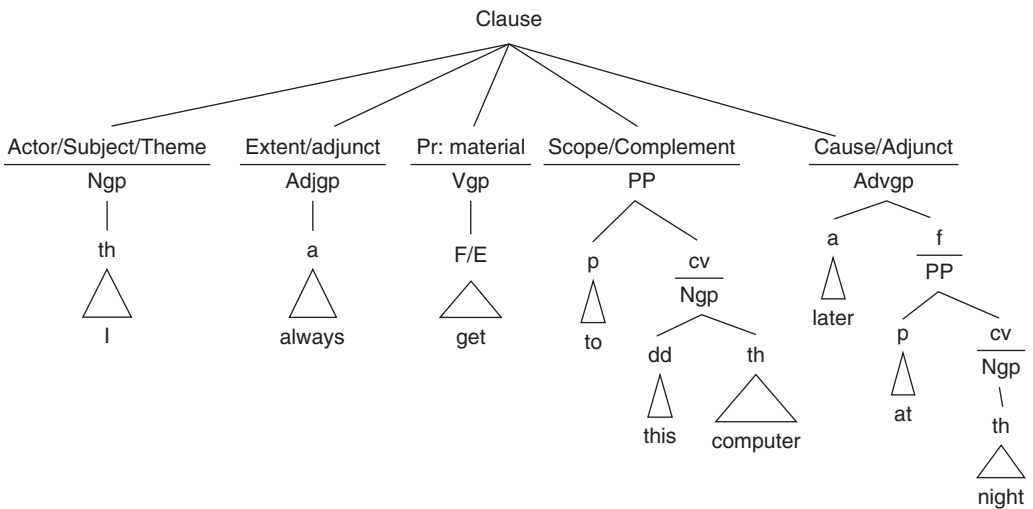 Clause
Actor/Subject/Theme Extent/adjunct Pr: material Scope/Complement Cause/Adjunct
Ngp Adjgp Vgp PP Advgp
th a F/E p cv a f
Ngp PP
I always get to dd th later p cv
Ngp
this computer at th
night